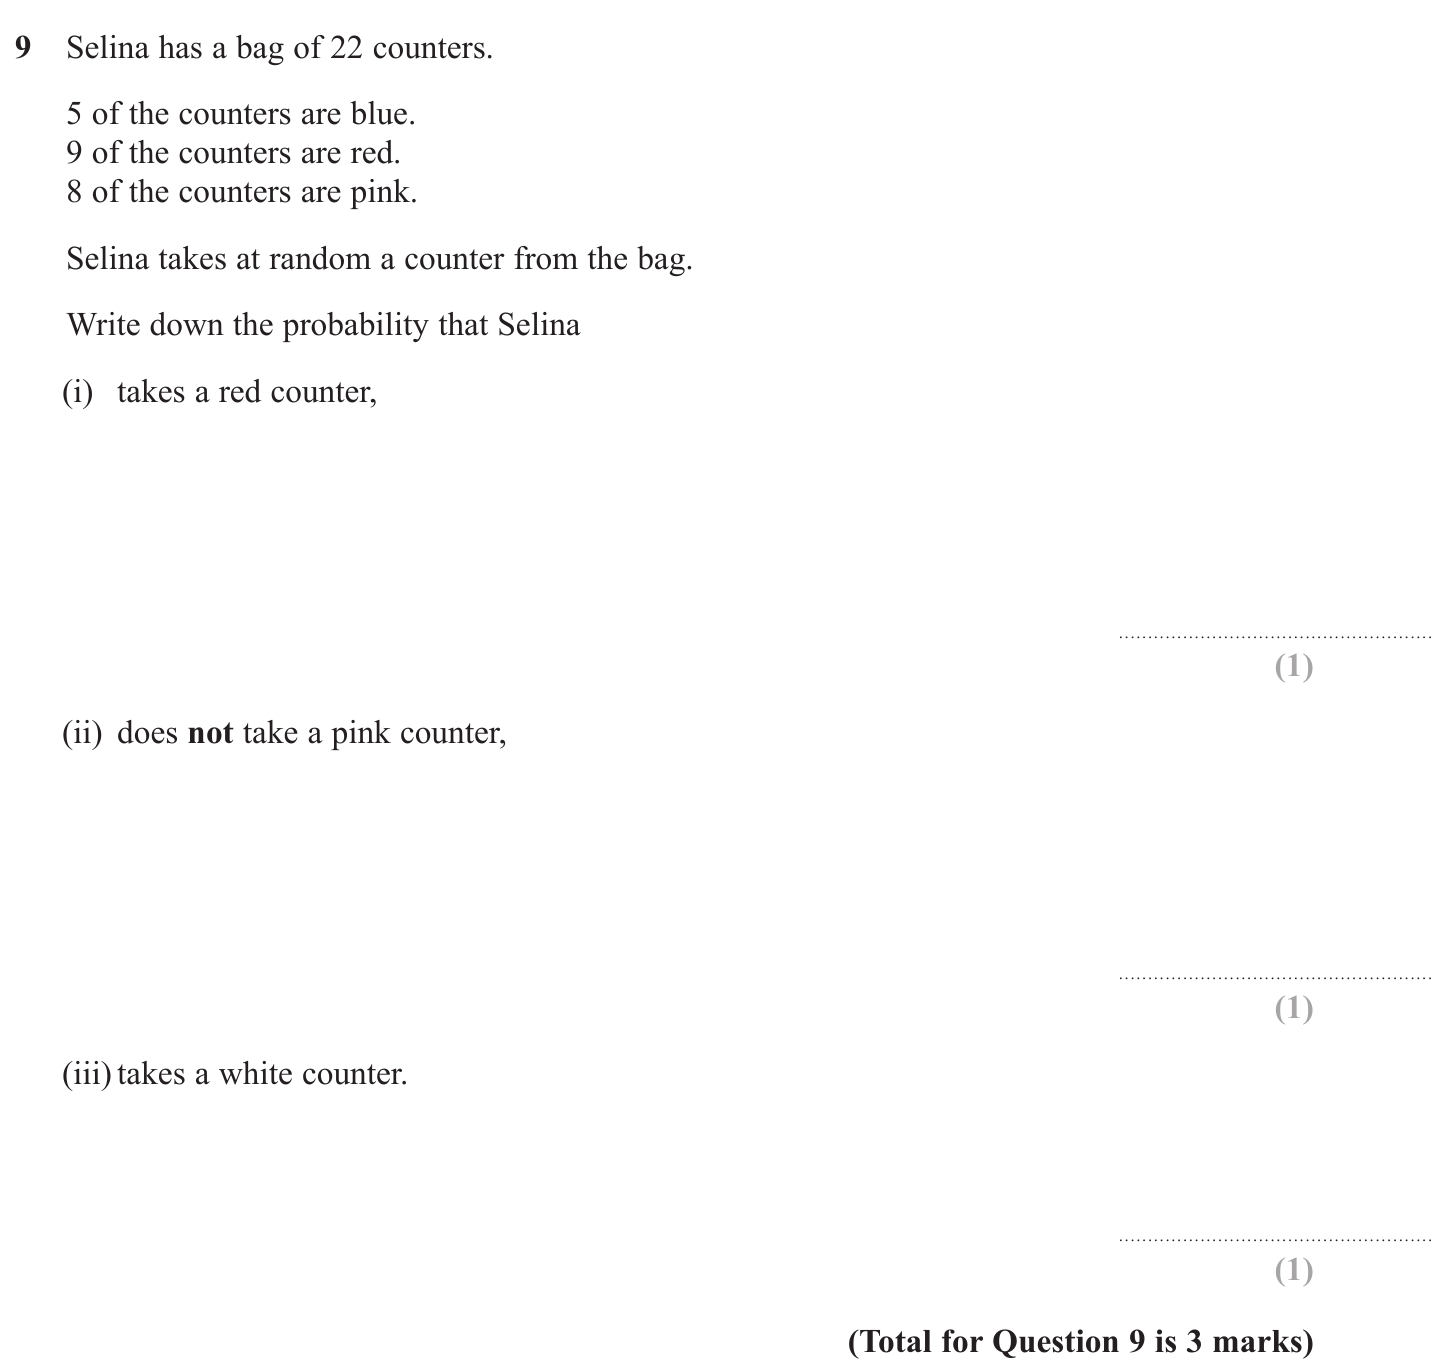 9 Selina has a bag of 22 counters.
5 of the counters are blue.
9 of the counters are red.
8 of the counters are pink.
Selina takes at random a counter from the bag.
Write down the probability that Selina
(i) takes a red counter,
(1)
(ii) does not take a pink counter,
(1)
(iii) takes a white counter.
(1)
(Total for Question 9 is 3 marks)